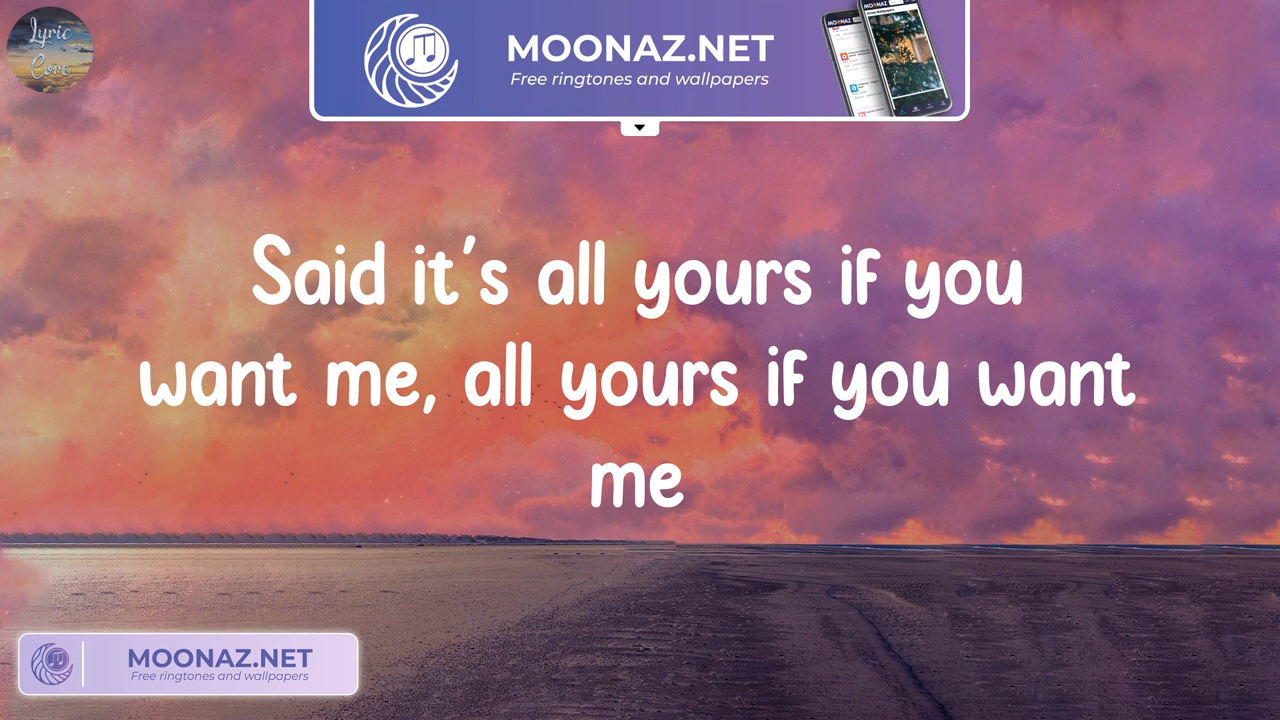 Lyric
Core
MOONAZ.NET
Free ringtones and wallpapers
Said it's all yours if you
want me, all yours if you want
me
MOONAZ.NET
Free ringtones and wallpapers